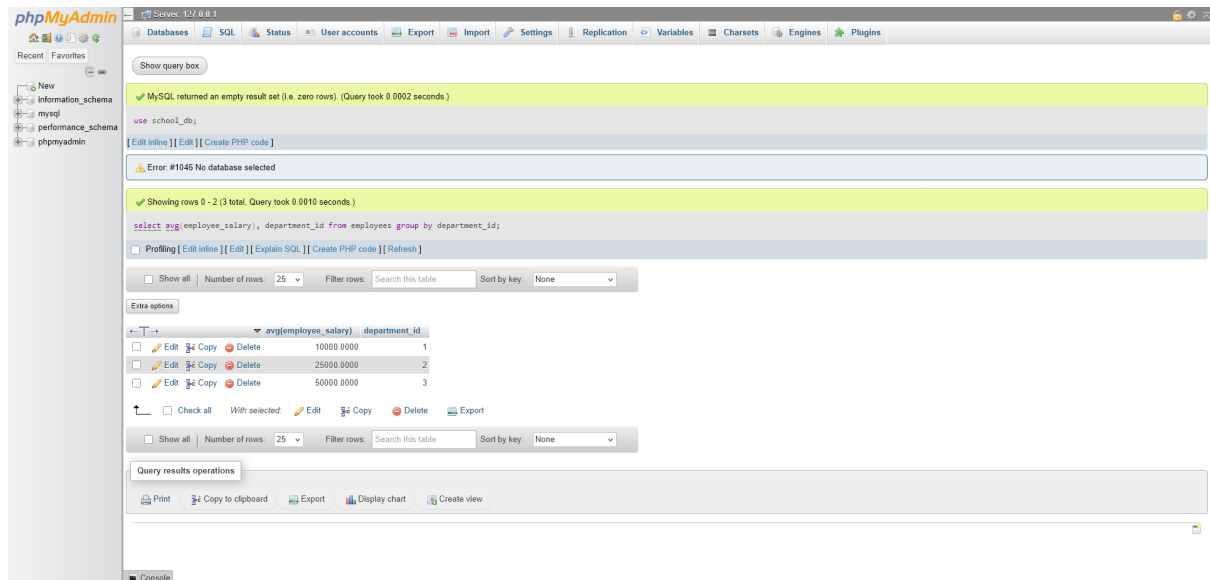 phpMyAdmin
Recent Favorites
New
information_schema
mysql
performance_schema
phpmyadmin
Server: 127.0.0.1
Databases SQL Status User accounts Export Import Settings Replication Variables Charsets Engines Plugins
Show query box
MySQL returned an empty result set (i.e. zero rows). (Query took 0.0002 seconds.)
use school_db;
[ Edit inline ] [ Edit ] [ Create PHP code ]
Error: #1046 No database selected
Showing rows 0 - 2 (3 total, Query took 0.0010 seconds.)
select avg(employee_salary), department_id from employees group by department_id;
Profiling [ Edit inline ] [ Edit ] [ Explain SQL ] [ Create PHP code ] [ Refresh ]
Show all | Number of rows: 25 Filter rows: Search this table Sort by key: None
Extra options
←T→ avg(employee_salary) department_id
Edit Copy Delete 10000.0000 1
Edit Copy Delete 25000.0000 2
Edit Copy Delete 50000.0000 3
Check all With selected: Edit Copy Delete Export
Show all | Number of rows: 25 Filter rows: Search this table Sort by key: None
Query results operations
Print Copy to clipboard Export Display chart Create view
Console